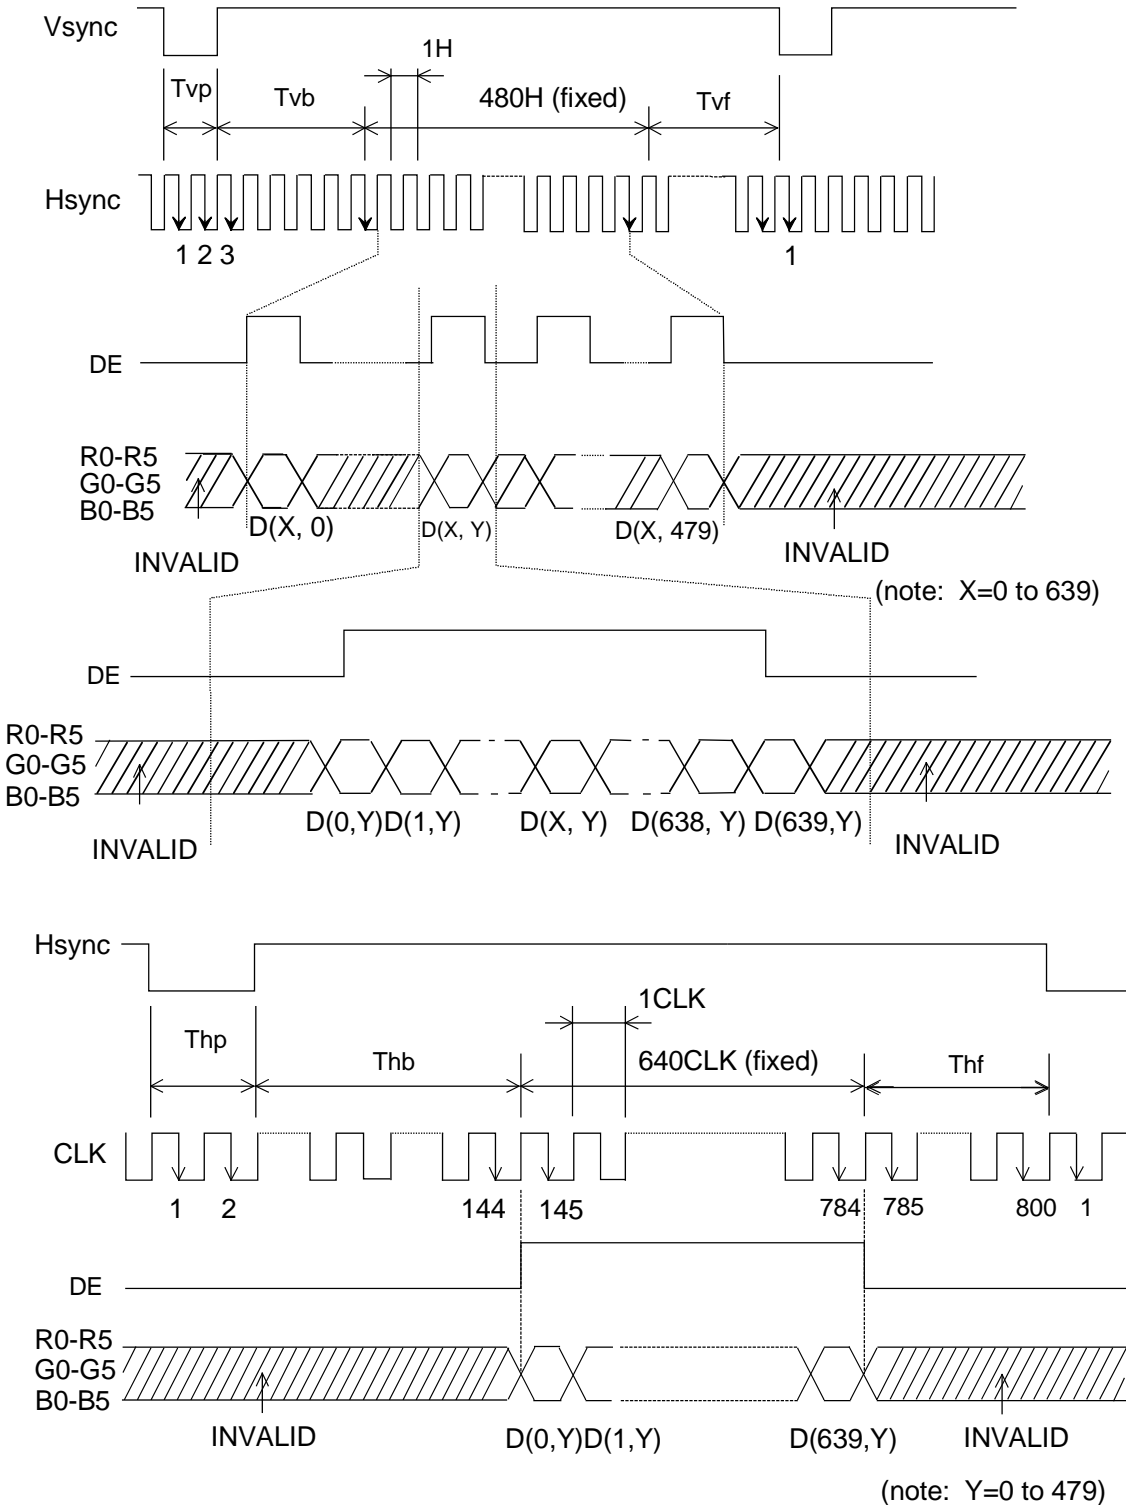 Vsync
1H
Tvp
Tvb
480H (fixed)
Tvf
Hsync
1 2 3
1
DE
R0-R5
G0-G5
B0-B5
D(X, 0)
D(X, Y)
D(X, 479)
INVALID
INVALID
(note: X=0 to 639)
DE
R0-R5
G0-G5
B0-B5
D(0,Y)D(1,Y)
D(X, Y)
D(638, Y)
D(639,Y)
INVALID
INVALID
Hsync
1CLK
Thp
Thb
640CLK (fixed)
Thf
CLK
1
2
144
145
784
785
800
1
DE
R0-R5
G0-G5
B0-B5
INVALID
D(0,Y)D(1,Y)
D(639,Y)
INVALID
(note: Y=0 to 479)